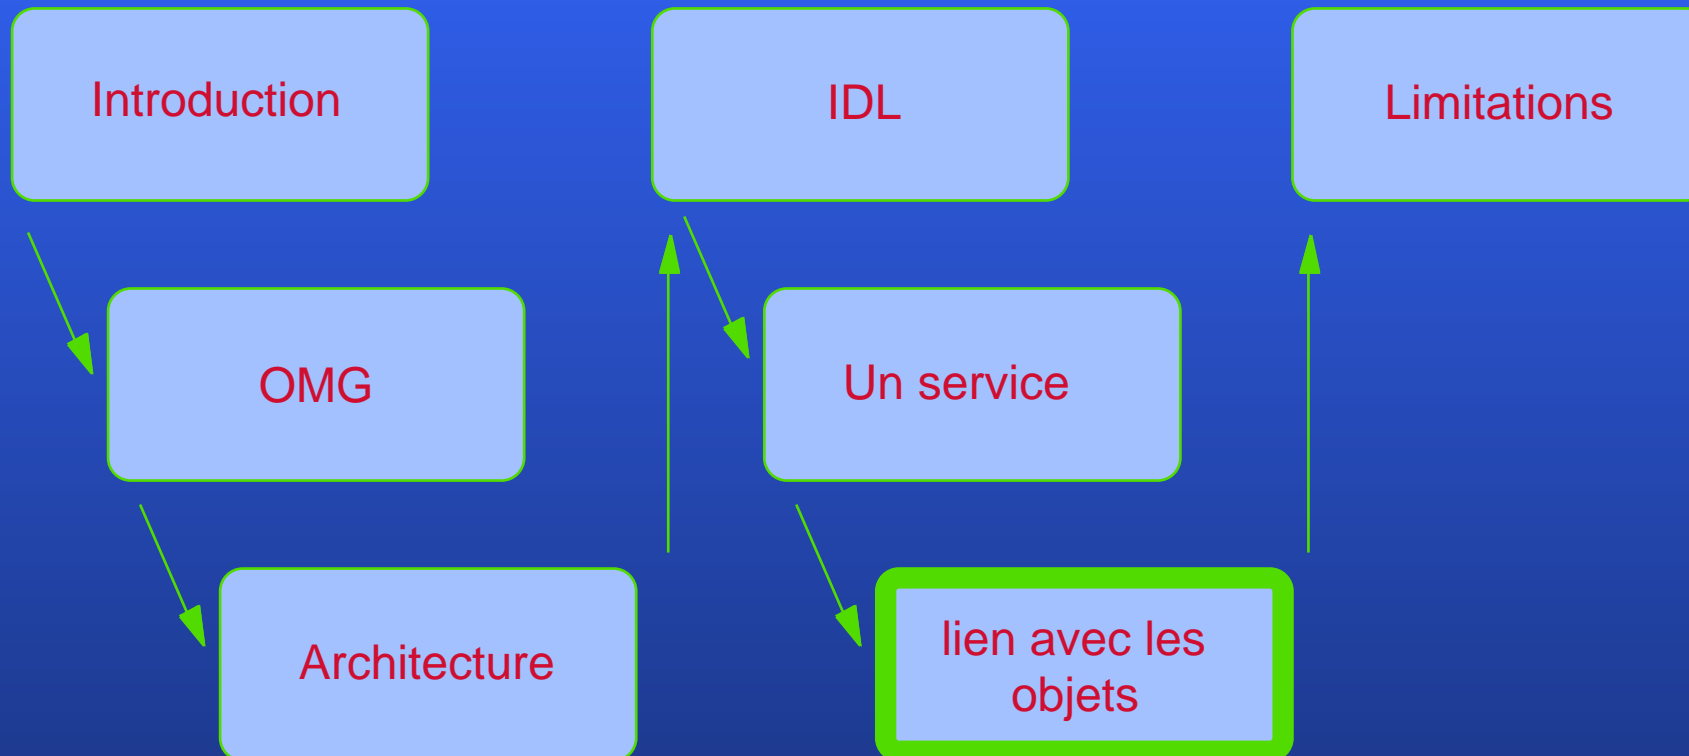 Introduction
OMG
Architecture
IDL
Un service
lien avec les
objets
Limitations